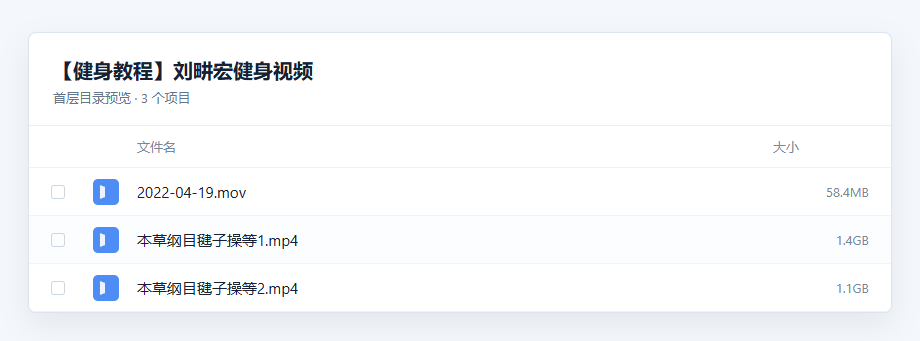 【健身教程】刘畊宏健身视频
首层目录预览 · 3 个项目
文件名 大小
2022-04-19.mov 58.4MB
本草纲目毽子操等1.mp4 1.4GB
本草纲目毽子操等2.mp4 1.1GB